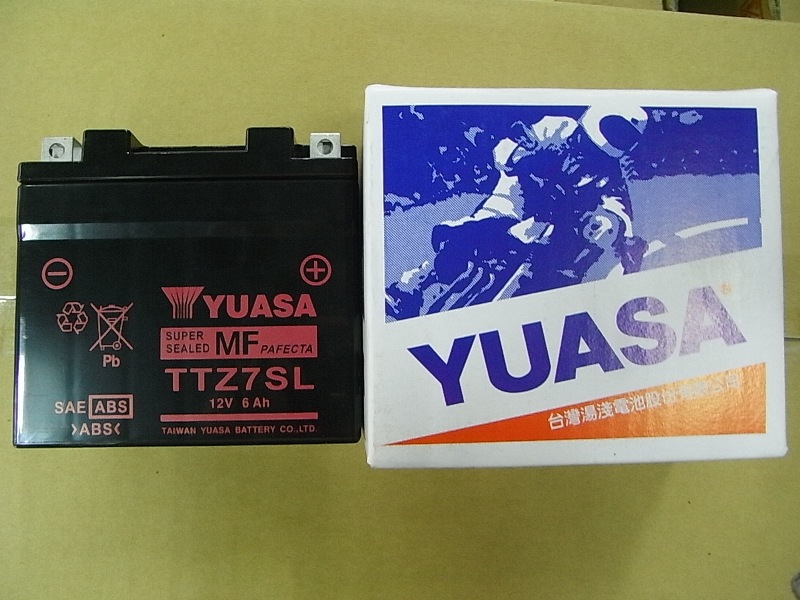 YUASA
SUPER SEALED MF PAFECTA
TTZ7SL
12V 6Ah
TAIWAN YUASA BATTERY CO.,LTD.
Pb
SAE ABS
>ABS<
YUASA®
台灣湯淺電池股份有限公司